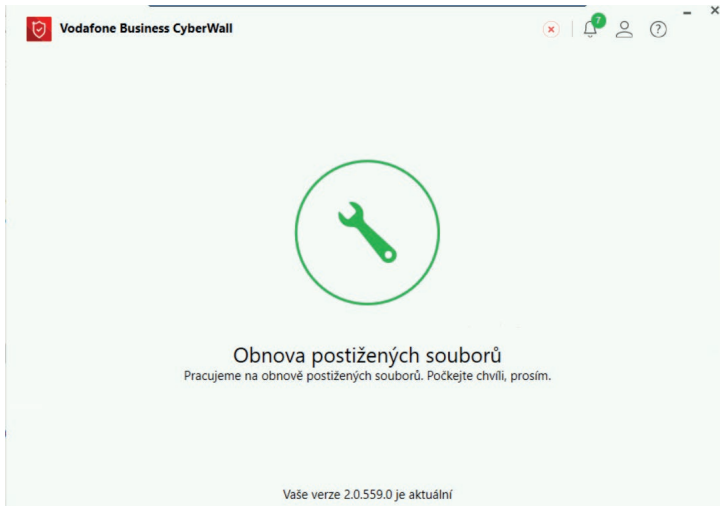 Vodafone Business CyberWall
7
Obnova postižených souborů
Pracujeme na obnově postižených souborů. Počkejte chvíli, prosím.
Vaše verze 2.0.559.0 je aktuální